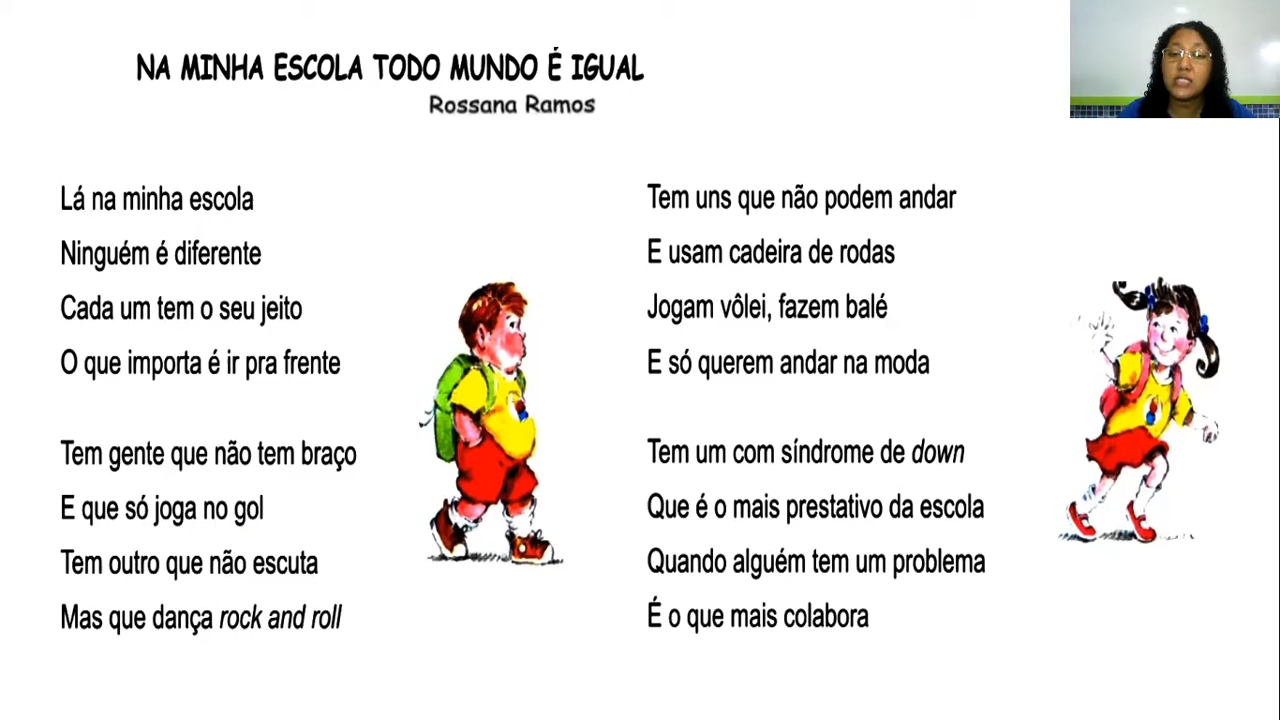 NA MINHA ESCOLA TODO MUNDO É IGUAL
Rossana Ramos
Lá na minha escola
Ninguém é diferente
Cada um tem o seu jeito
O que importa é ir pra frente
Tem gente que não tem braço
E que só joga no gol
Tem outro que não escuta
Mas que dança rock and roll
Tem uns que não podem andar
E usam cadeira de rodas
Jogam vôlei, fazem balé
E só querem andar na moda
Tem um com síndrome de down
Que é o mais prestativo da escola
Quando alguém tem um problema
É o que mais colabora